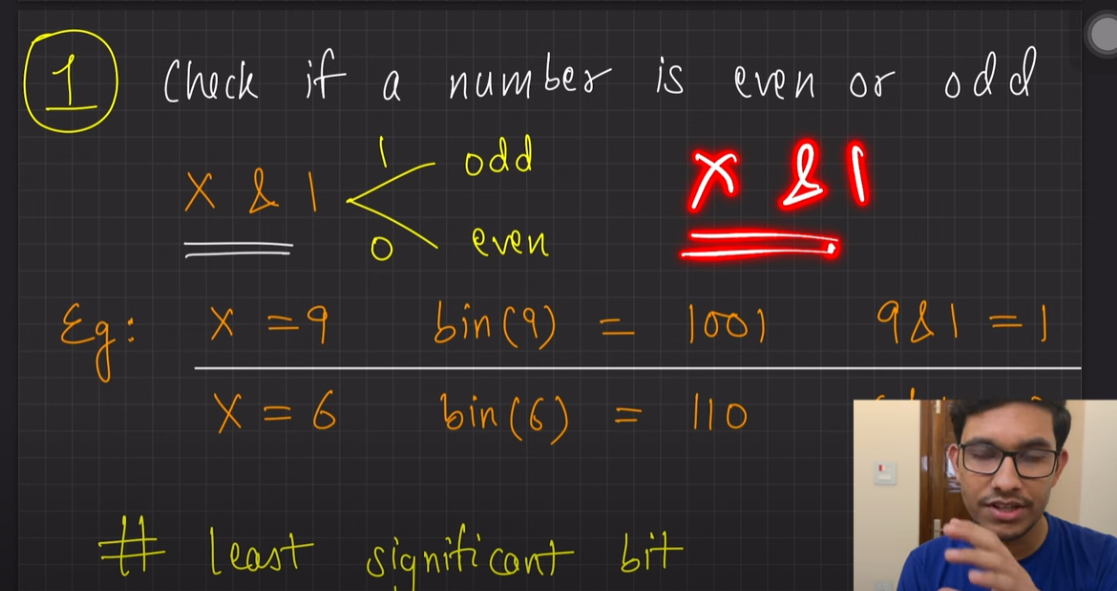 1 Check if a number is even or odd
X & 1 1 odd
0 even
X & 1
Eg: X = 9 bin(9) = 1001 9&1 = 1
X = 6 bin(6) = 110
# least significant bit